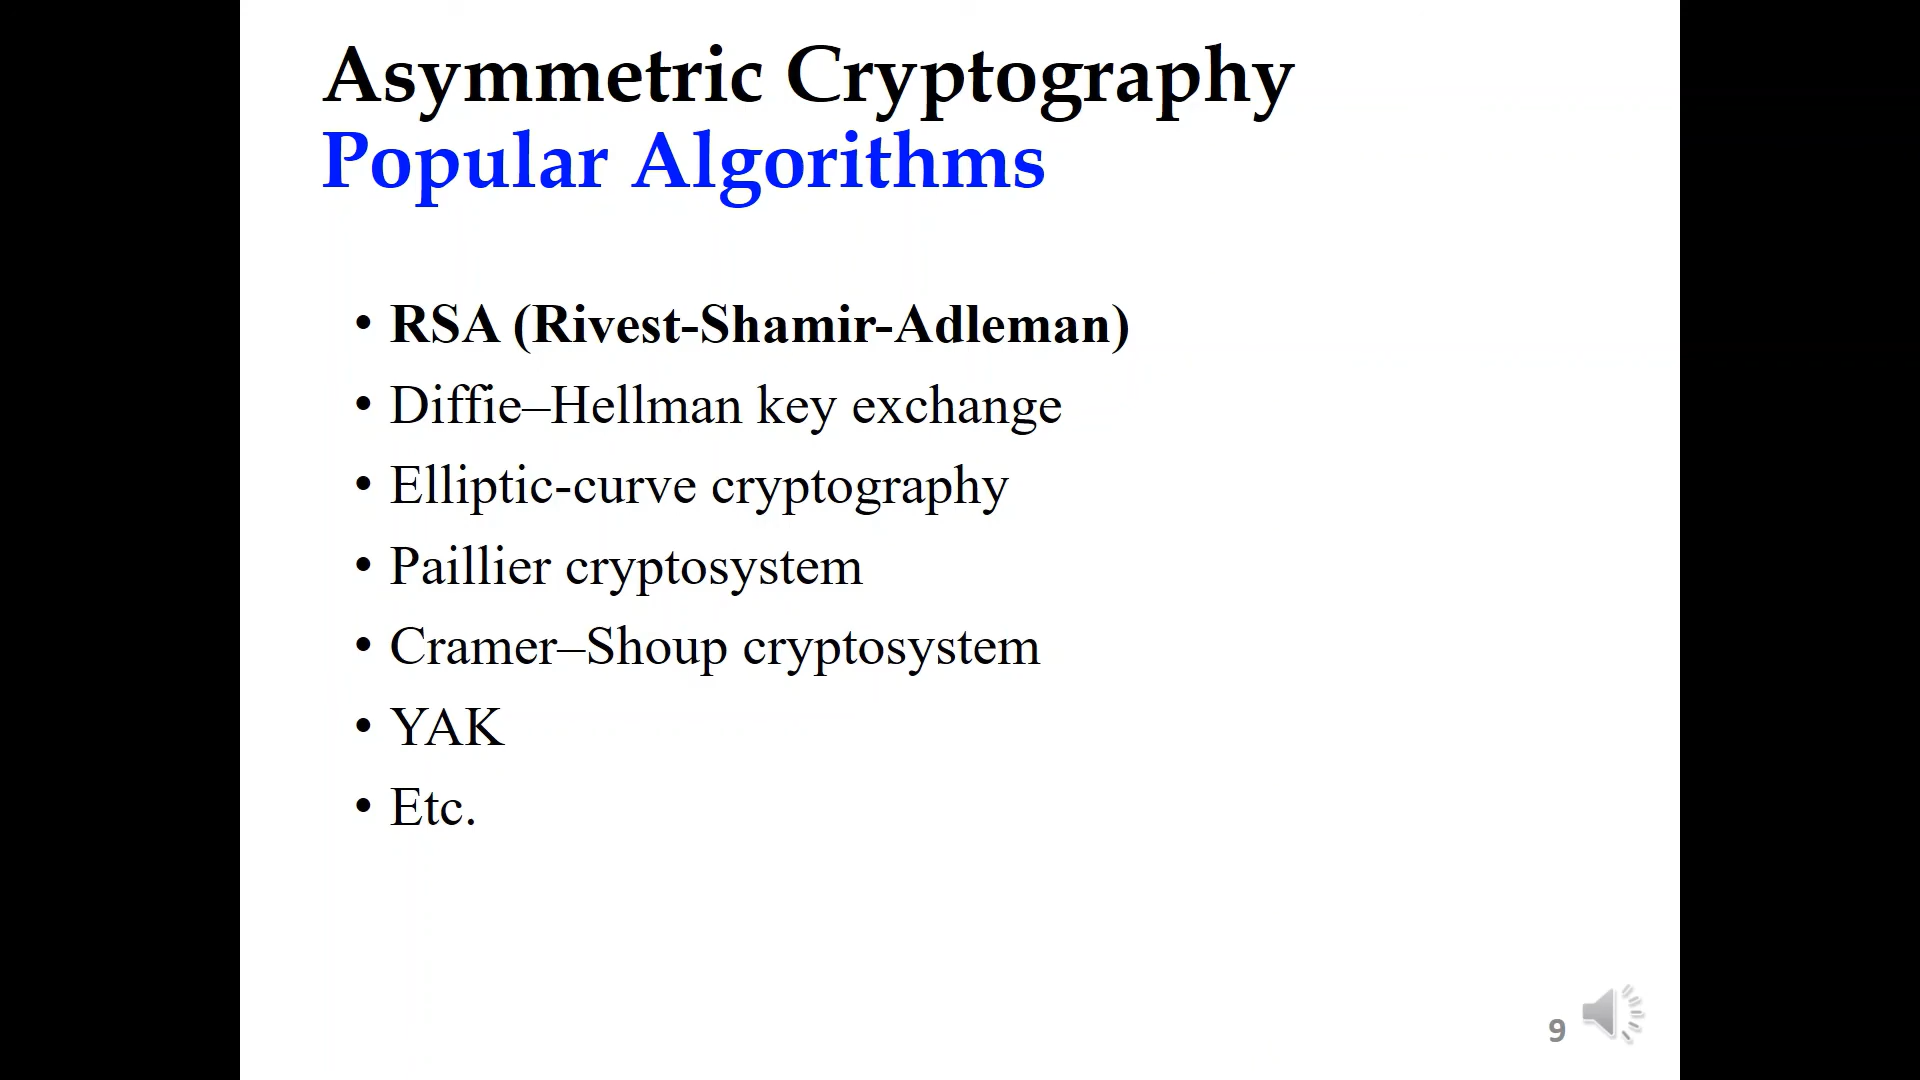 Asymmetric Cryptography
Popular Algorithms
• RSA (Rivest-Shamir-Adleman)
• Diffie–Hellman key exchange
• Elliptic-curve cryptography
• Paillier cryptosystem
• Cramer–Shoup cryptosystem
• YAK
• Etc.
9